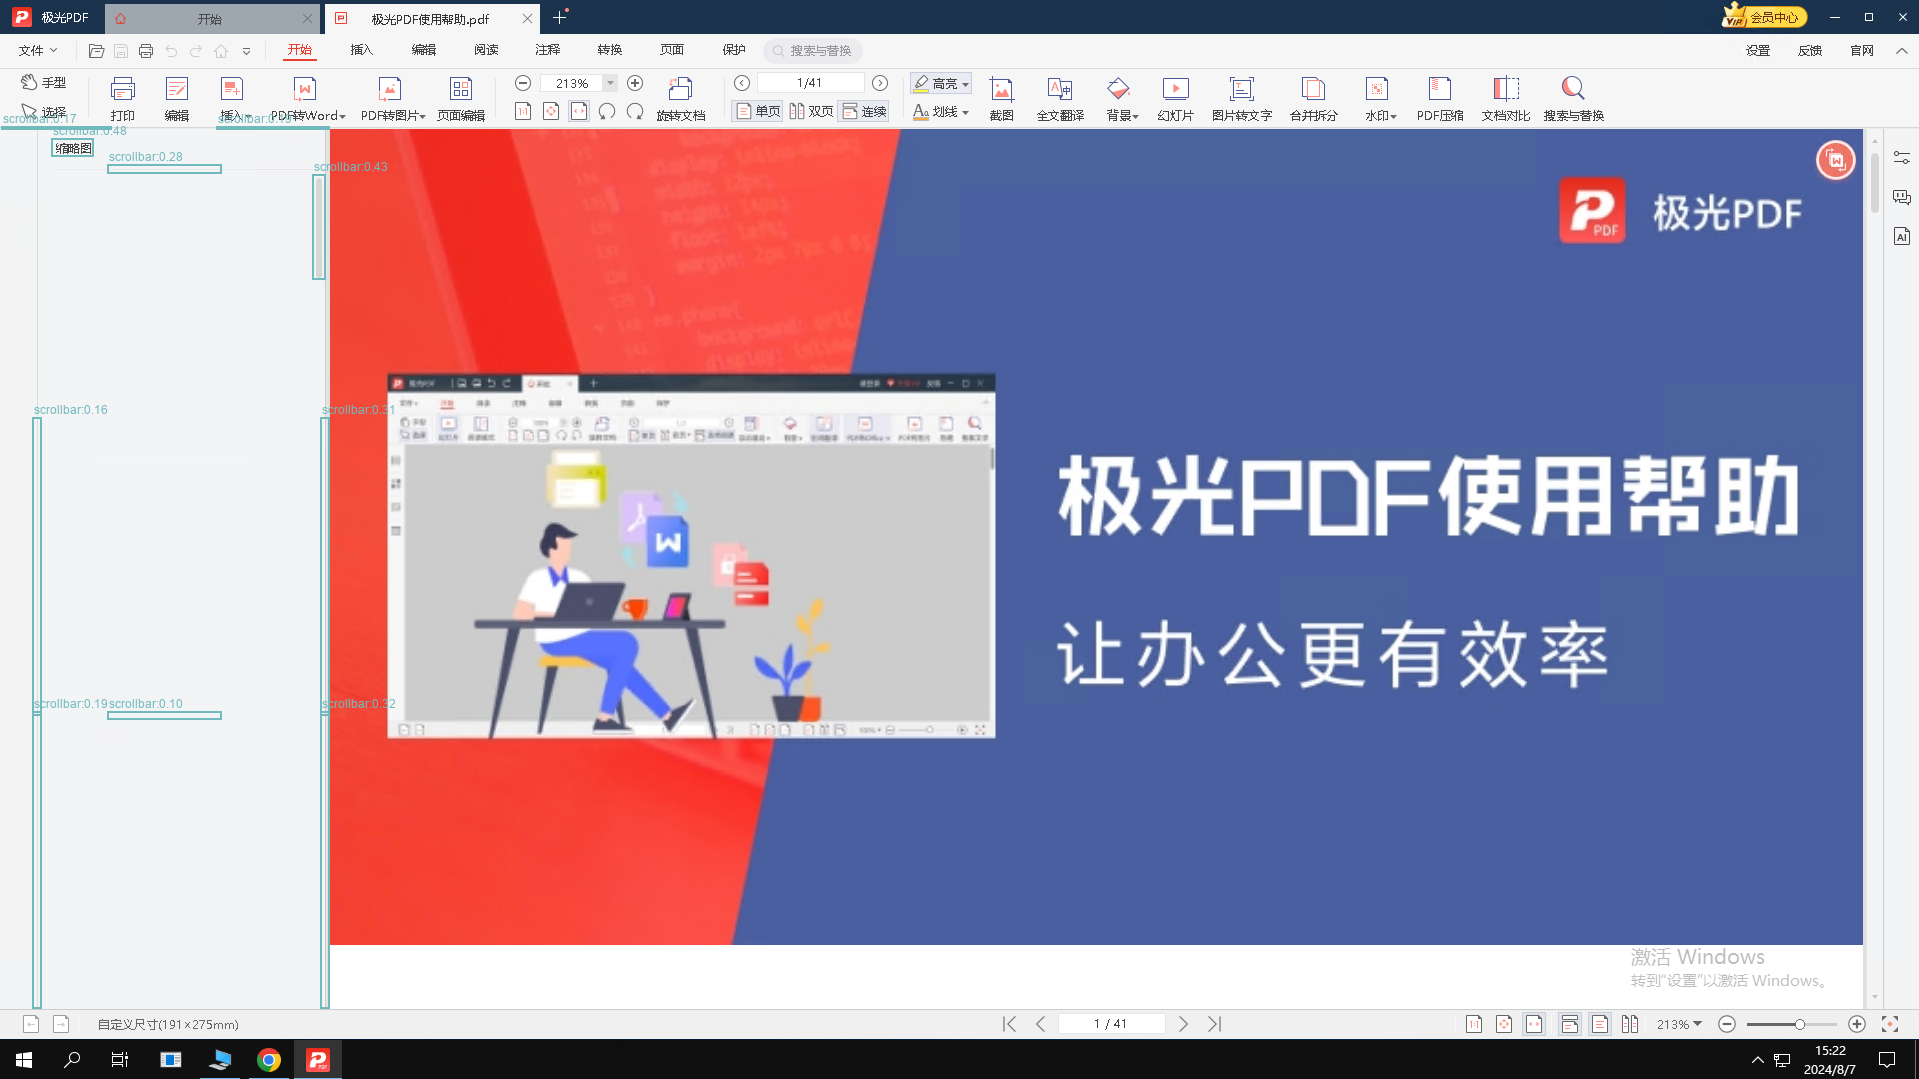 极光PDF
开始
极光PDF使用帮助.pdf
会员中心
文件
开始
插入
编辑
阅读
注释
转换
页面
保护
搜索与替换
设置
反馈
官网
手型
选择
打印
编辑
插入
PDF转Word
PDF转图片
页面编辑
213%
旋转文档
1/41
单页
双页
连续
高亮
划线
截图
全文翻译
背景
幻灯片
图片转文字
合并拆分
水印
PDF压缩
文档对比
搜索与替换
scrollbar:0.17
scrollbar:0.48
缩略图
scrollbar:0.28
scrollbar:0.43
scrollbar:0.16
scrollbar:0.31
scrollbar:0.19
scrollbar:0.10
scrollbar:0.32
PDF
极光PDF
极光PDF使用帮助
让办公更有效率
激活 Windows
转到“设置”以激活 Windows。
自定义尺寸(191×275mm)
1 / 41
213%
15:22
2024/8/7